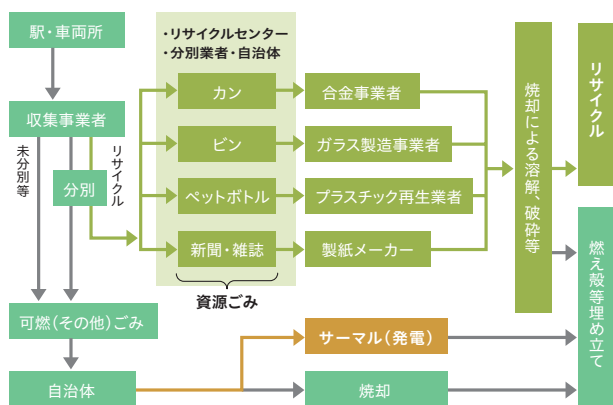 駅・車両所
・リサイクルセンター
・分別業者・自治体
収集事業者
未分別等
分別
リサイクル
カン
合金事業者
ビン
ガラス製造事業者
ペットボトル
プラスチック再生業者
新聞・雑誌
製紙メーカー
資源ごみ
焼却による溶解、破砕等
リサイクル
可燃（その他）ごみ
サーマル（発電）
自治体
焼却
燃え殻等埋め立て